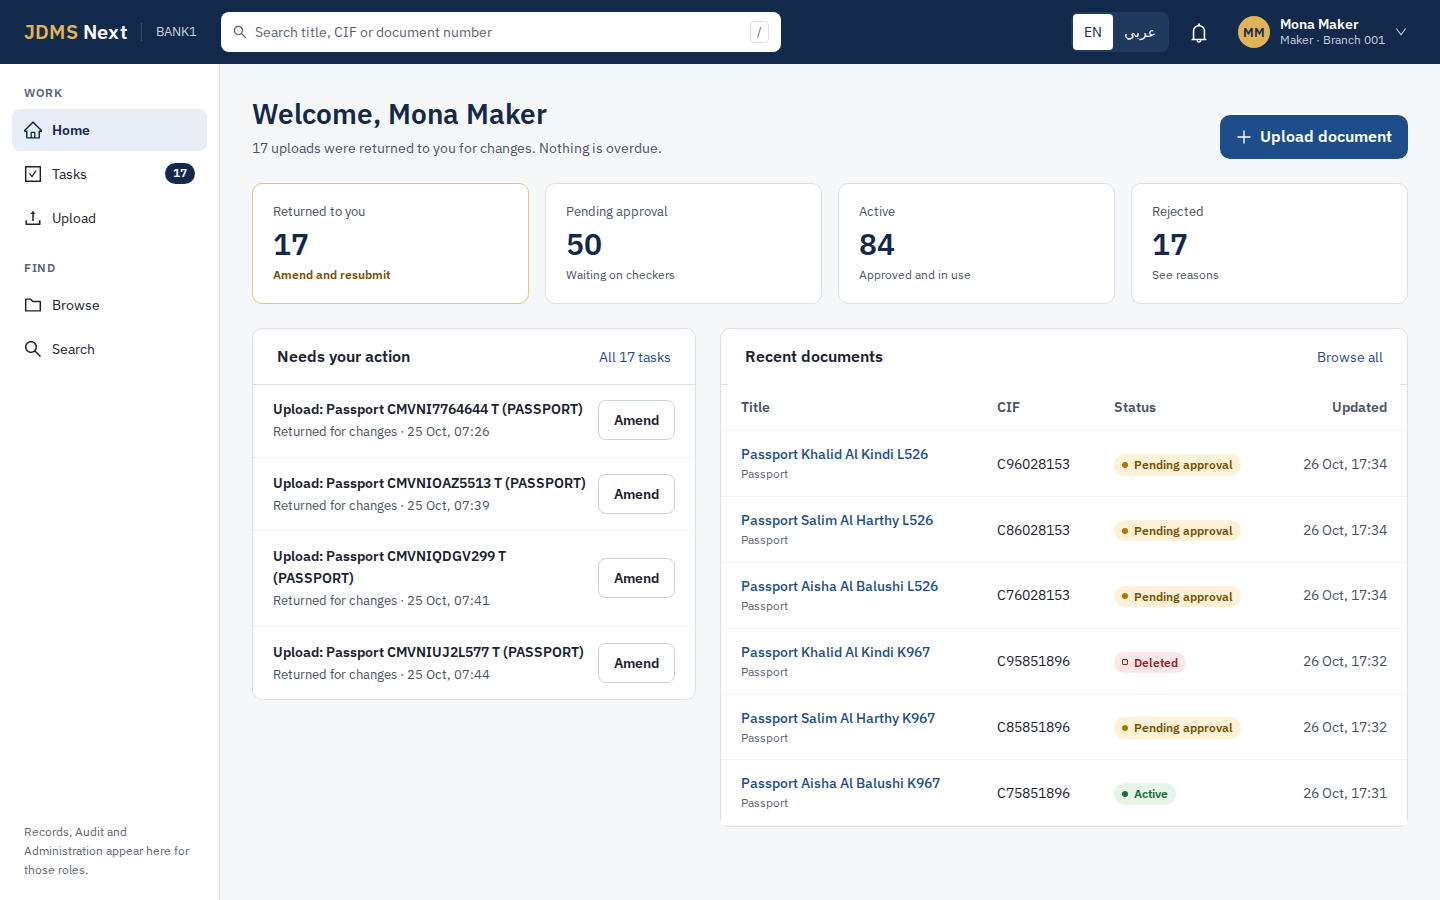 JDMS Next
BANK1
Search title, CIF or document number
/
EN
عربي
MM
Mona Maker
Maker · Branch 001
WORK
Home
Tasks
17
Upload
FIND
Browse
Search
Records, Audit and
Administration appear here for
those roles.
Welcome, Mona Maker
17 uploads were returned to you for changes. Nothing is overdue.
Upload document
Returned to you
17
Amend and resubmit
Pending approval
50
Waiting on checkers
Active
84
Approved and in use
Rejected
17
See reasons
Needs your action
All 17 tasks
Upload: Passport CMVNI7764644 T (PASSPORT)
Returned for changes · 25 Oct, 07:26
Amend
Upload: Passport CMVNIOAZ5513 T (PASSPORT)
Returned for changes · 25 Oct, 07:39
Amend
Upload: Passport CMVNIQDGV299 T
(PASSPORT)
Returned for changes · 25 Oct, 07:41
Amend
Upload: Passport CMVNIUJ2L577 T (PASSPORT)
Returned for changes · 25 Oct, 07:44
Amend
Recent documents
Browse all
Title CIF Status Updated
Passport Khalid Al Kindi L526
Passport
C96028153 Pending approval 26 Oct, 17:34
Passport Salim Al Harthy L526
Passport
C86028153 Pending approval 26 Oct, 17:34
Passport Aisha Al Balushi L526
Passport
C76028153 Pending approval 26 Oct, 17:34
Passport Khalid Al Kindi K967
Passport
C95851896 Deleted 26 Oct, 17:32
Passport Salim Al Harthy K967
Passport
C85851896 Pending approval 26 Oct, 17:32
Passport Aisha Al Balushi K967
Passport
C75851896 Active 26 Oct, 17:31